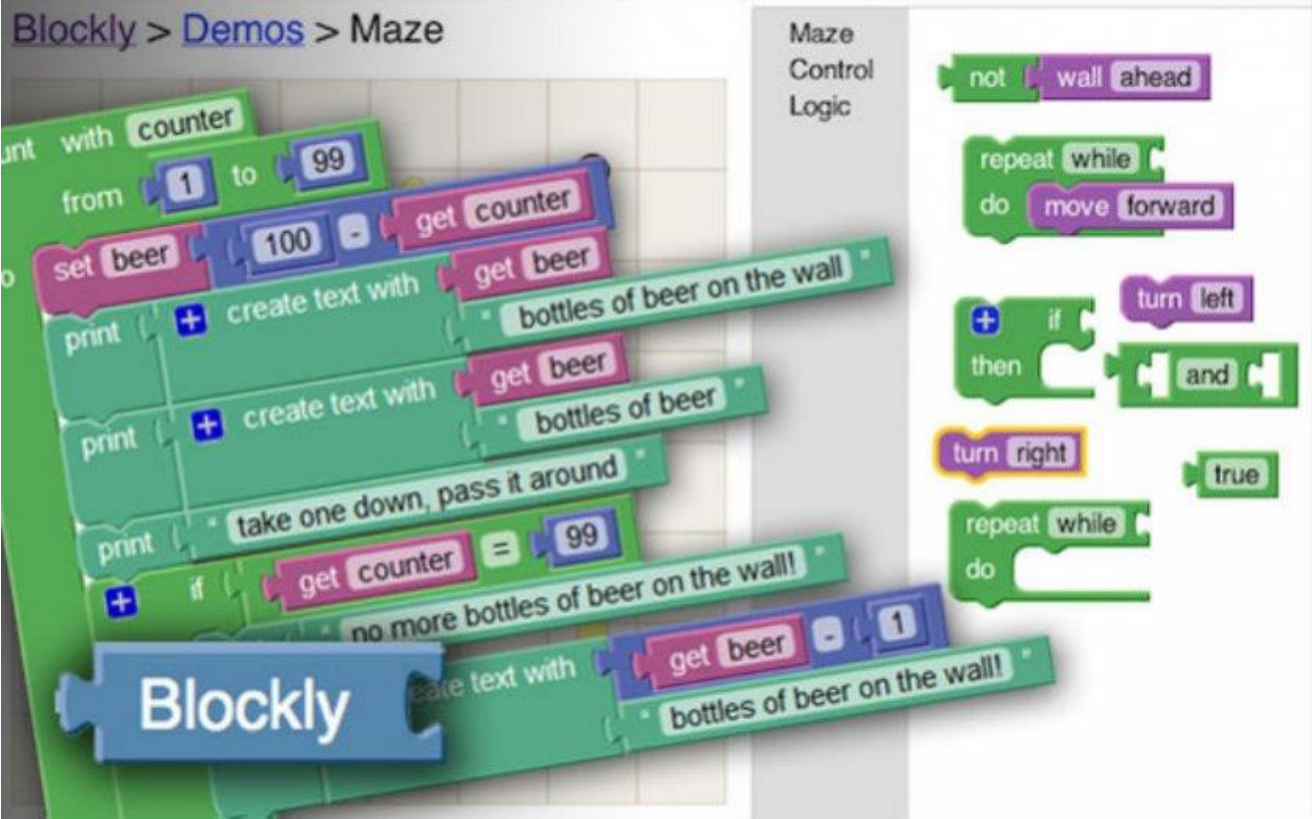 Blockly > Demos > Maze
with counter
from 1 to 99
set beer 100 - get counter
print + create text with get beer
" bottles of beer on the wall "
print + create text with get beer
" bottles of beer "
print " take one down, pass it around "
+ if get counter = 99
" no more bottles of beer on the wall! "
text with get beer - 1
" bottles of beer on the wall! "
Blockly
Maze
Control
Logic
not wall ahead
repeat while
do move forward
turn left
+ if
then
and
turn right
true
repeat while
do